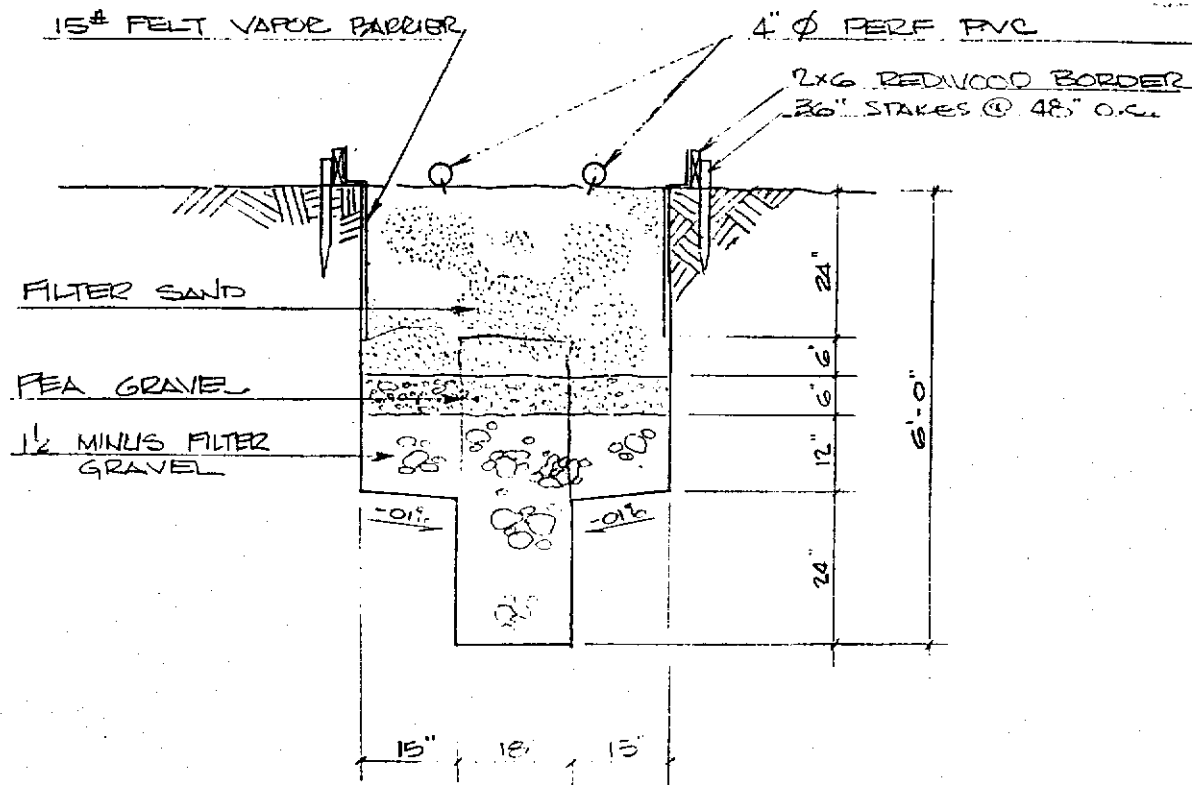 15# FELT VAPOR BARRIER
4" Ø PERF PVC
2x6 REDWOOD BORDER
36" STAKES @ 48" O.C.
FILTER SAND
PEA GRAVEL
1½ MINUS FILTER
GRAVEL
24"
6"
6"
12"
24"
6'-0"
-01%
-01%
15"
18
15"